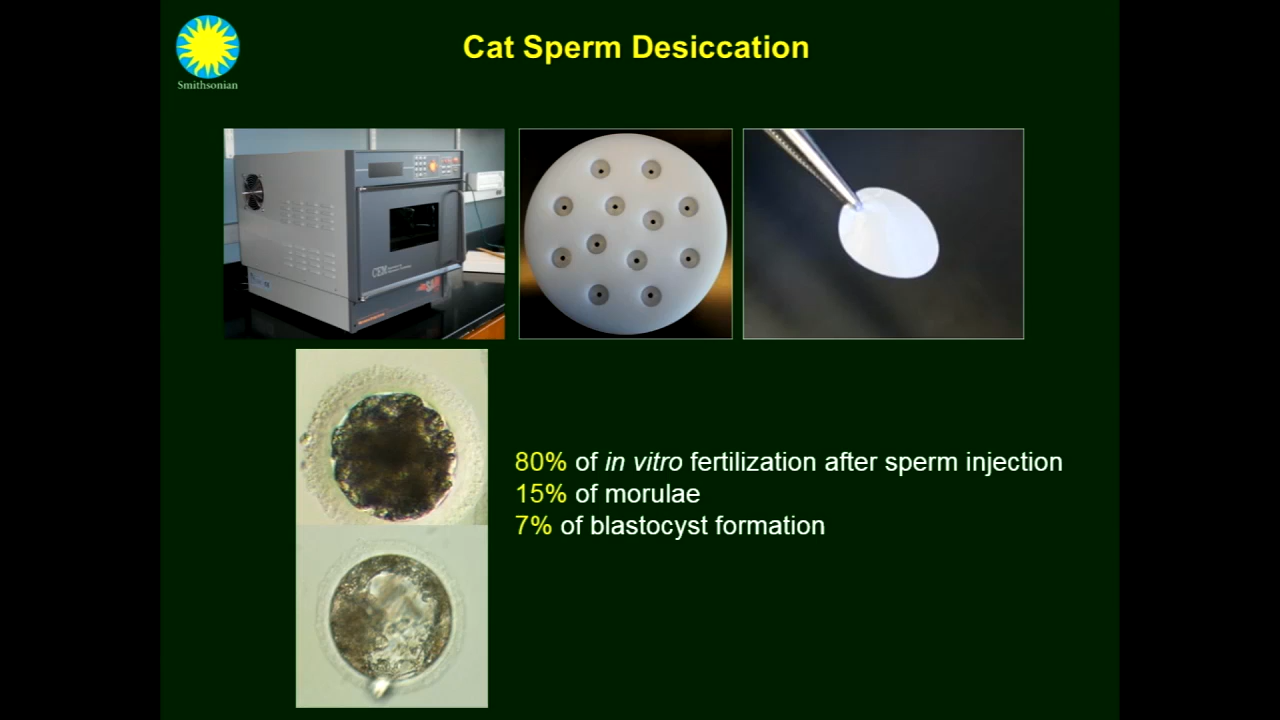 Smithsonian
Cat Sperm Desiccation
CEM
80% of in vitro fertilization after sperm injection
15% of morulae
7% of blastocyst formation